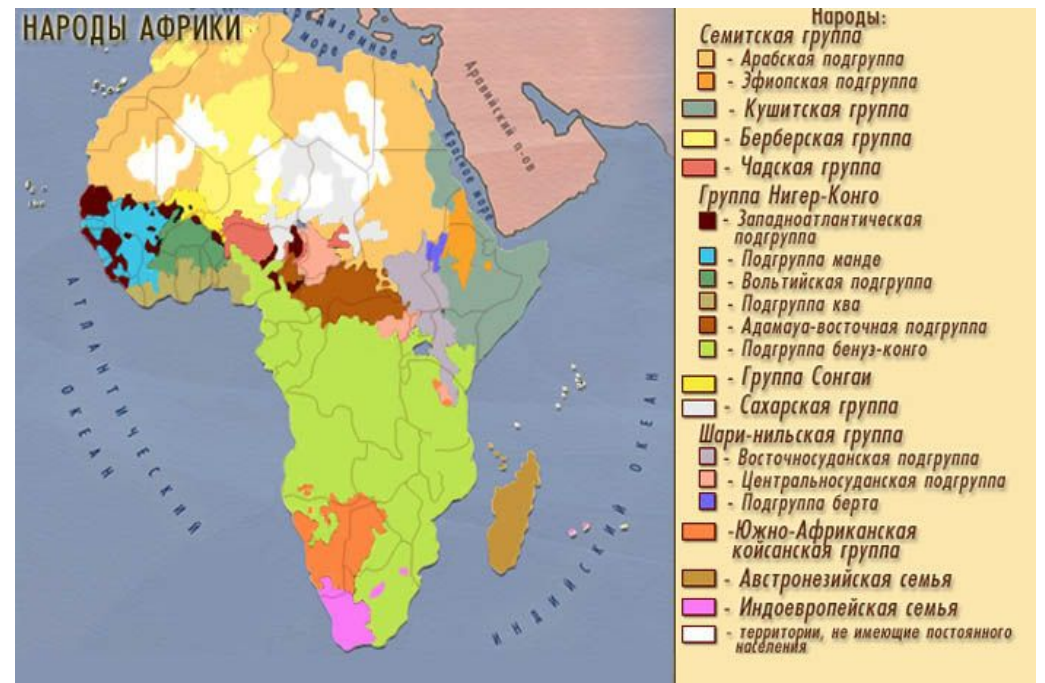 НАРОДЫ АФРИКИ
Средиземное
море
Аравийский п-ов
Красное море
АТЛАНТИЧЕСКИЙ
ОКЕАН
ИНДИЙСКИЙ ОКЕАН
Народы:
Семитская группа
- Арабская подгруппа
- Эфиопская подгруппа
- Кушитская группа
- Берберская группа
- Чадская группа
Группа Нигер-Конго
- Западноатлантическая
подгруппа
- Подгруппа манде
- Вольтийская подгруппа
- Подгруппа ква
- Адамауа-восточная подгруппа
- Подгруппа бенуэ-конго
- Группа Сонгаи
- Сахарская группа
Шари-нильская группа
- Восточносуданская подгруппа
- Центральносуданская подгруппа
- Подгруппа берта
-Южно-Африканская
койсанская группа
- Австронезийская семья
- Индоевропейская семья
- территории, не имеющие постоянного
населения